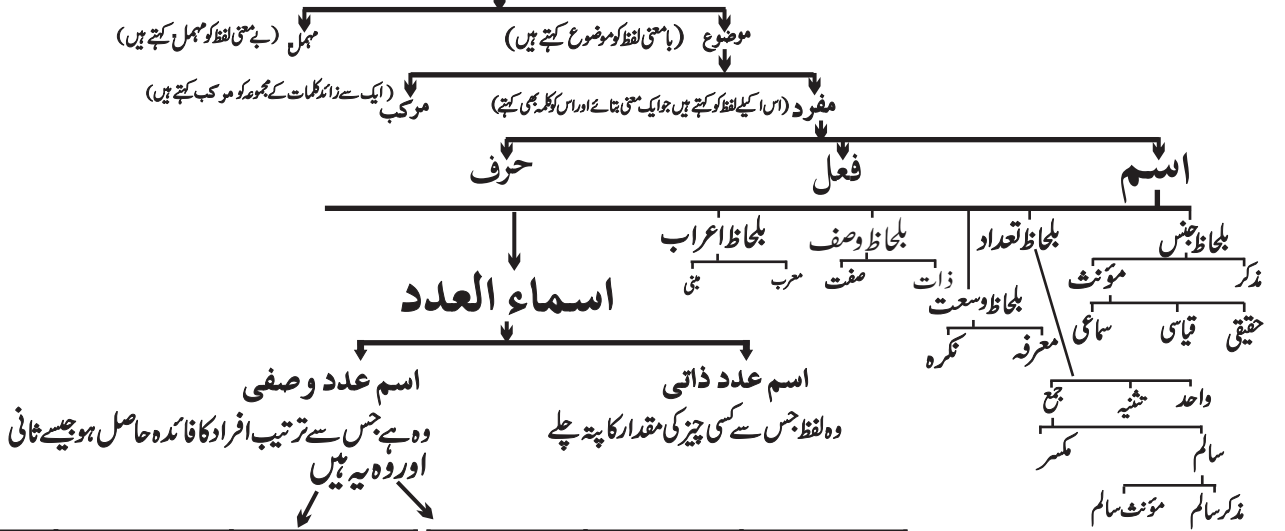 موضوع (بامعنی لفظ کو موضوع کہتے ہیں) مہمل (بے معنی لفظ کو مہمل کہتے ہیں)
مفرد (اس اکیلے لفظ کو کہتے ہیں جو ایک معنی بتائے اور اس کو کلمہ بھی کہتے) مرکب (ایک سے زائد کلمات کے مجموعہ کو مرکب کہتے ہیں)
اسم فعل حرف
بلحاظ جنس بلحاظ تعداد بلحاظ وصف بلحاظ اعراب
مذکر مؤنث ذات صفت معرب مبنی
اسماء العدد
بلحاظ وسعت
حقیقی قیاسی سماعی معرفہ نکرہ
اسم عدد ذاتی اسم عدد وصفی
واحد تثنیہ جمع
وہ لفظ جس سے کسی چیز کی مقدار کا پتہ چلے وہ ہے جس سے ترتیب افراد کا فائدہ حاصل ہو جیسے ثانی
سالم مکسر
اور وہ یہ ہیں
مذکر سالم مؤنث سالم